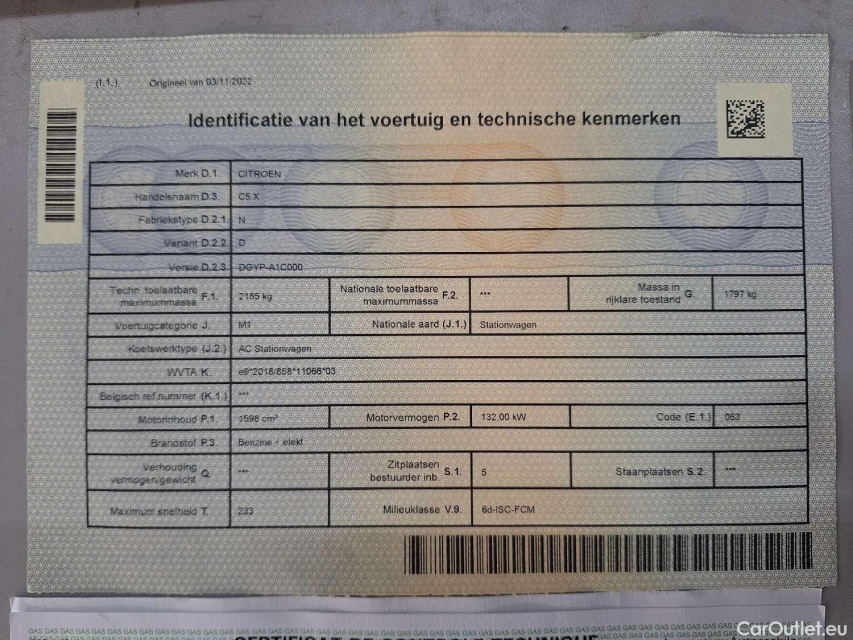 (I.1.) Origineel van 03/11/2022
Identificatie van het voertuig en technische kenmerken
Merk D.1. CITROEN
Handelsnaam D.3. C5 X
Fabriekstype D.2.1. N
Variant D.2.2. D
Versie D.2.3. DGYP-A1C000
Techn toelaatbare maximummassa F.1. 2185 kg Nationale toelaatbare maximummassa F.2. *** Massa in rijklare toestand G. 1797 kg
Voertuigcategorie J. M1 Nationale aard (J.1.) Stationwagen
Koetswerktype (J.2.) AC Stationwagen
WVTA K. e9*2018/858*11066*03
Belgisch ref.nummer (K.1.) ***
Motorinhoud P.1. 1598 cm³ Motorvermogen P.2. 132.00 kW Code (E.1.) 063
Brandstof P.3. Benzine + elekt
Verhouding vermogen/gewicht Q. *** Zitplaatsen bestuurder inb S.1. 5 Staanplaatsen S.2. ***
Maximum snelheid T. 233 Milieuklasse V.9. 6d-ISC-FCM
CERTIFICAT DE CONTROLE TECHNIQUE
CarOutlet.eu